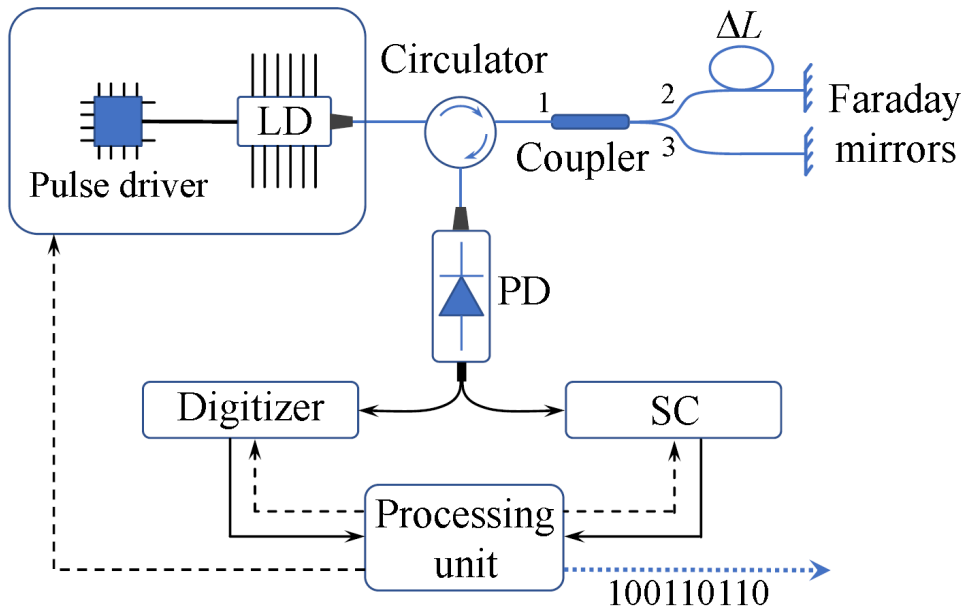 ΔL
Circulator
1
2
Faraday
mirrors
LD
Coupler
3
Pulse driver
PD
Digitizer
SC
Processing
unit
100110110